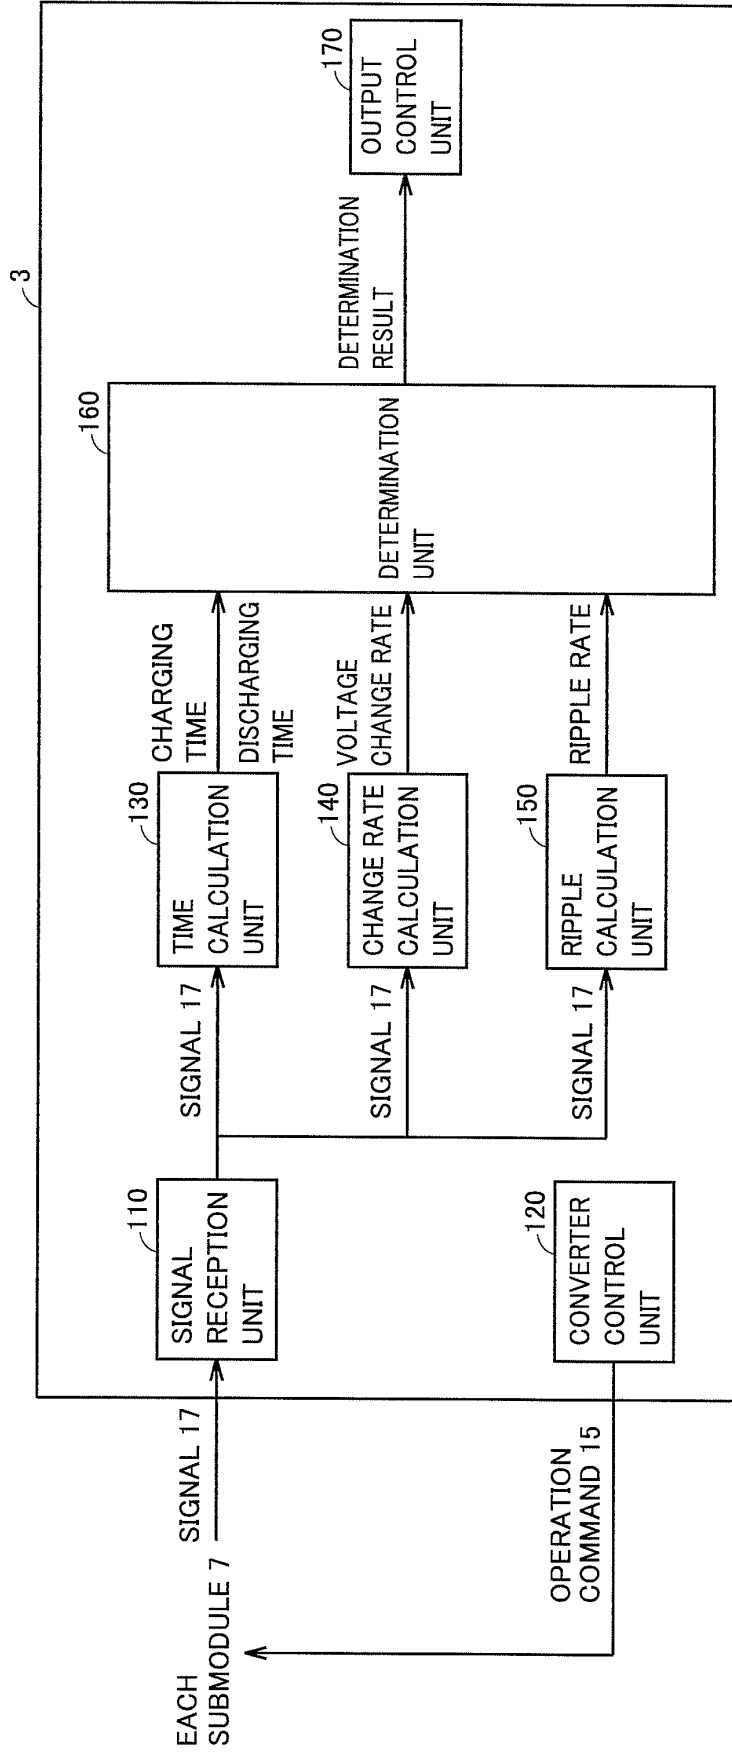 3
EACH
SUBMODULE 7
SIGNAL 17
110
SIGNAL
RECEPTION
UNIT
SIGNAL 17
130
TIME
CALCULATION
UNIT
CHARGING
TIME
DISCHARGING
TIME
SIGNAL 17
140
CHANGE RATE
CALCULATION
UNIT
VOLTAGE
CHANGE RATE
SIGNAL 17
150
RIPPLE
CALCULATION
UNIT
RIPPLE RATE
160
DETERMINATION
UNIT
DETERMINATION
RESULT
170
OUTPUT
CONTROL
UNIT
120
CONVERTER
CONTROL
UNIT
OPERATION
COMMAND 15